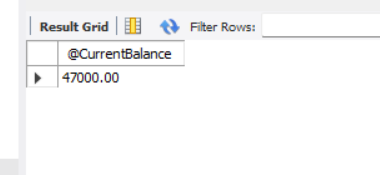 Result Grid Filter Rows:
@CurrentBalance
47000.00